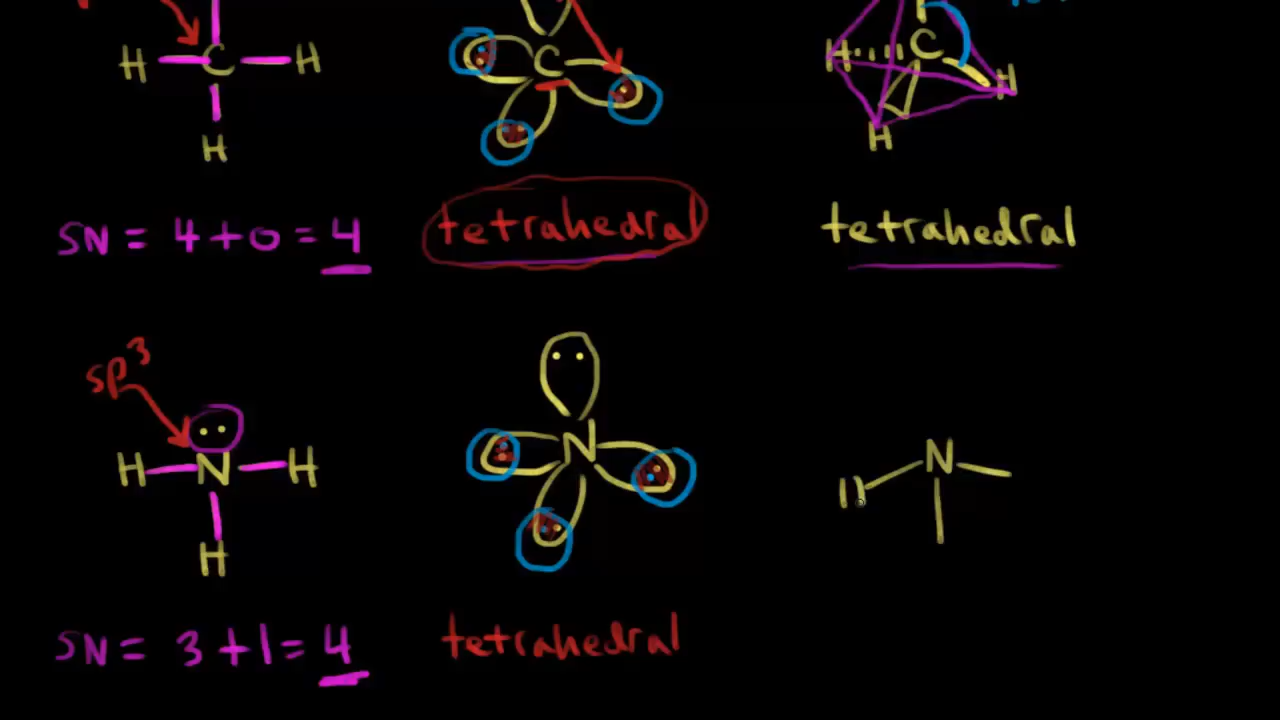 H C H
H
C
H C H
H
SN = 4 + 0 = 4
tetrahedral
tetrahedral
sp³
H N H
H
N
N
SN = 3 + 1 = 4
tetrahedral